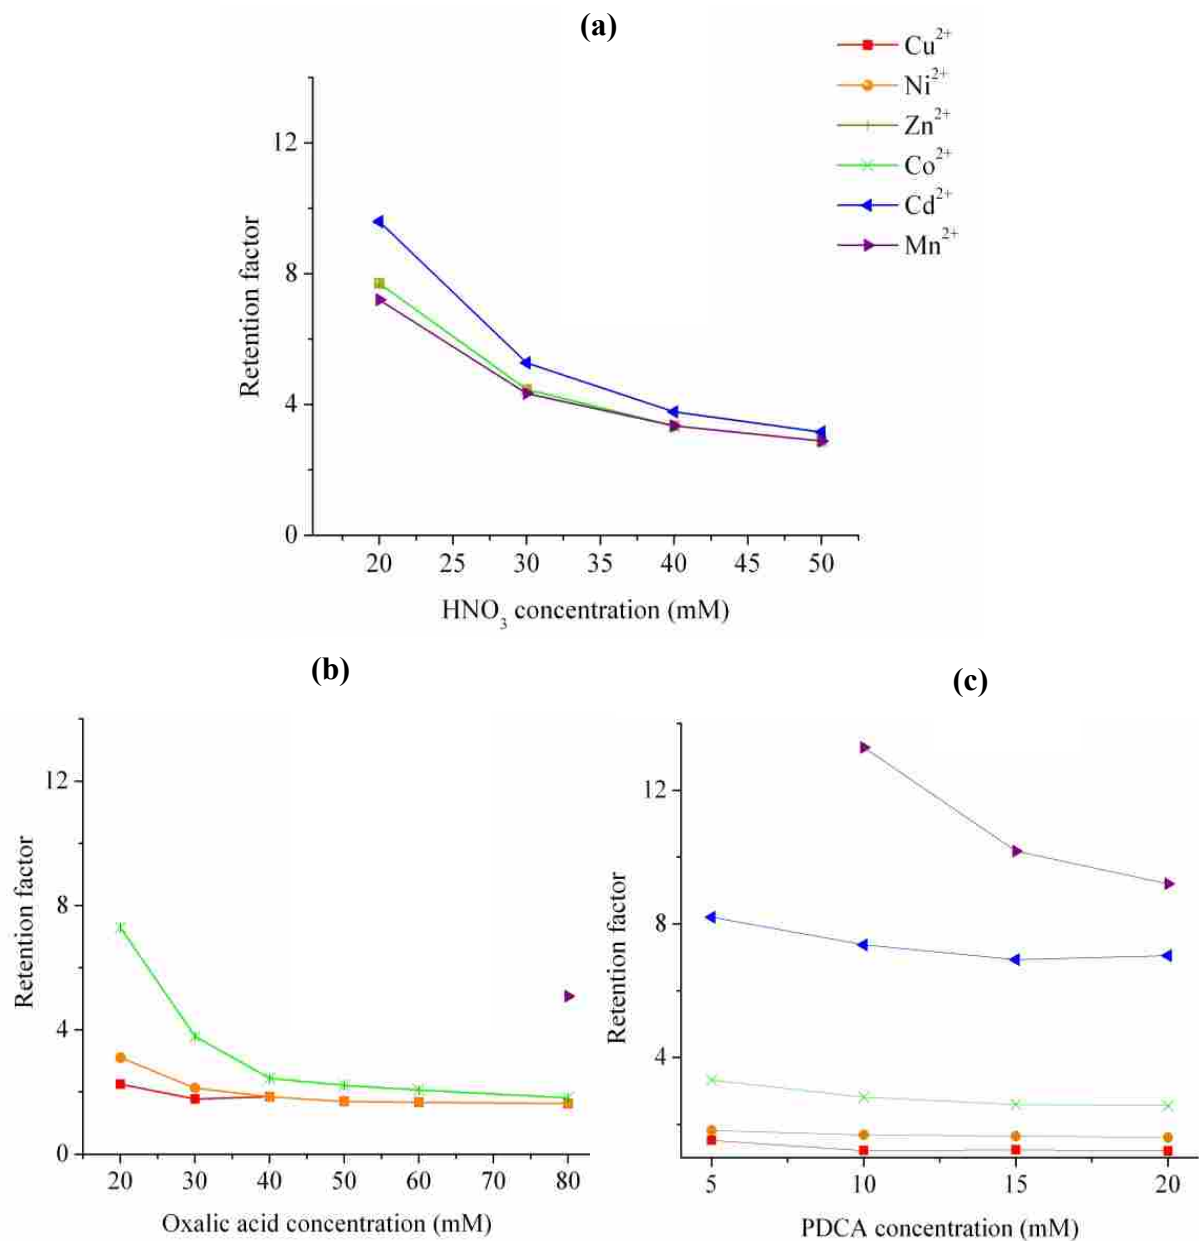 (a)
Cu2+
Ni2+
Zn2+
Co2+
Cd2+
Mn2+
12
8
4
0
Retention factor
20 25 30 35 40 45 50
HNO3 concentration (mM)
(b)
12
8
4
0
Retention factor
20 30 40 50 60 70 80
Oxalic acid concentration (mM)
(c)
12
8
4
Retention factor
5 10 15 20
PDCA concentration (mM)